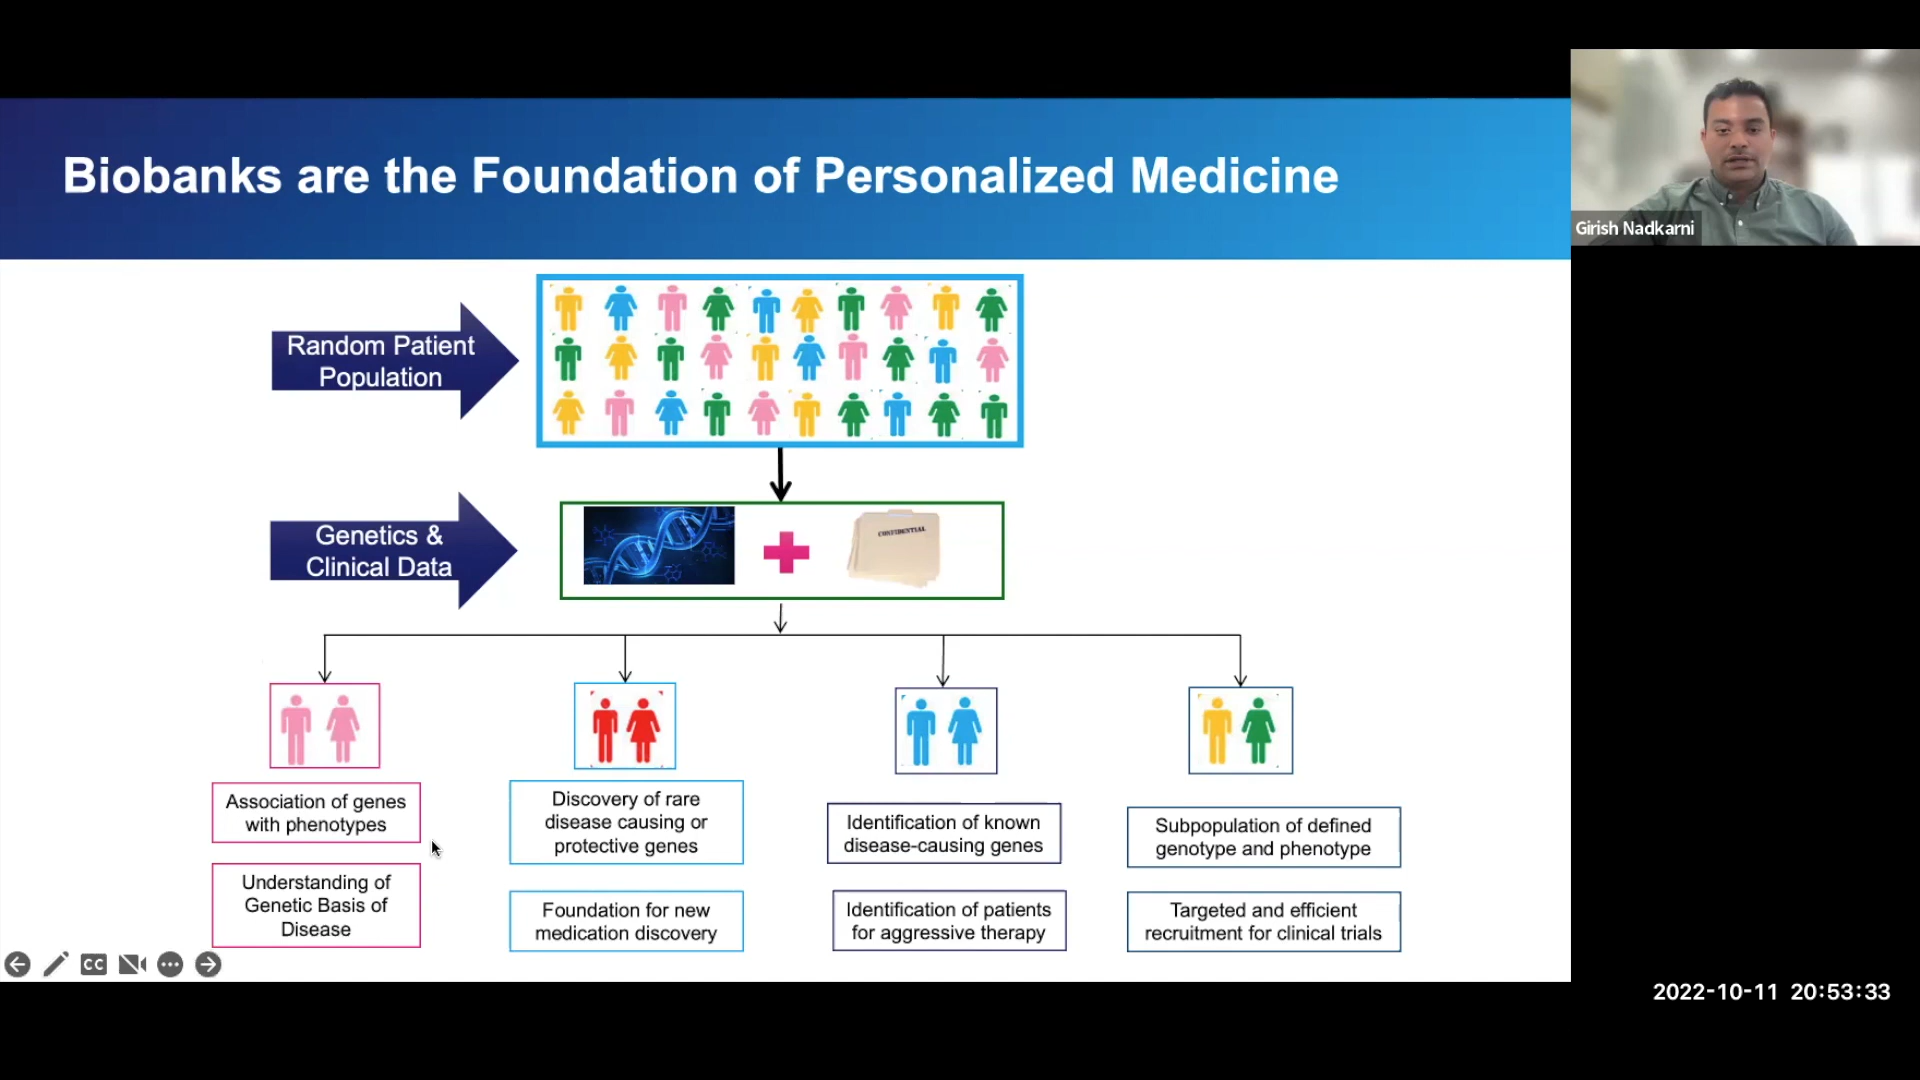 Biobanks are the Foundation of Personalized Medicine
Girish Nadkarni
Random Patient
Population
Genetics &
Clinical Data
CONFIDENTIAL
Association of genes
with phenotypes
Understanding of
Genetic Basis of
Disease
Discovery of rare
disease causing or
protective genes
Foundation for new
medication discovery
Identification of known
disease-causing genes
Identification of patients
for aggressive therapy
Subpopulation of defined
genotype and phenotype
Targeted and efficient
recruitment for clinical trials
CC
2022-10-11 20:53:33